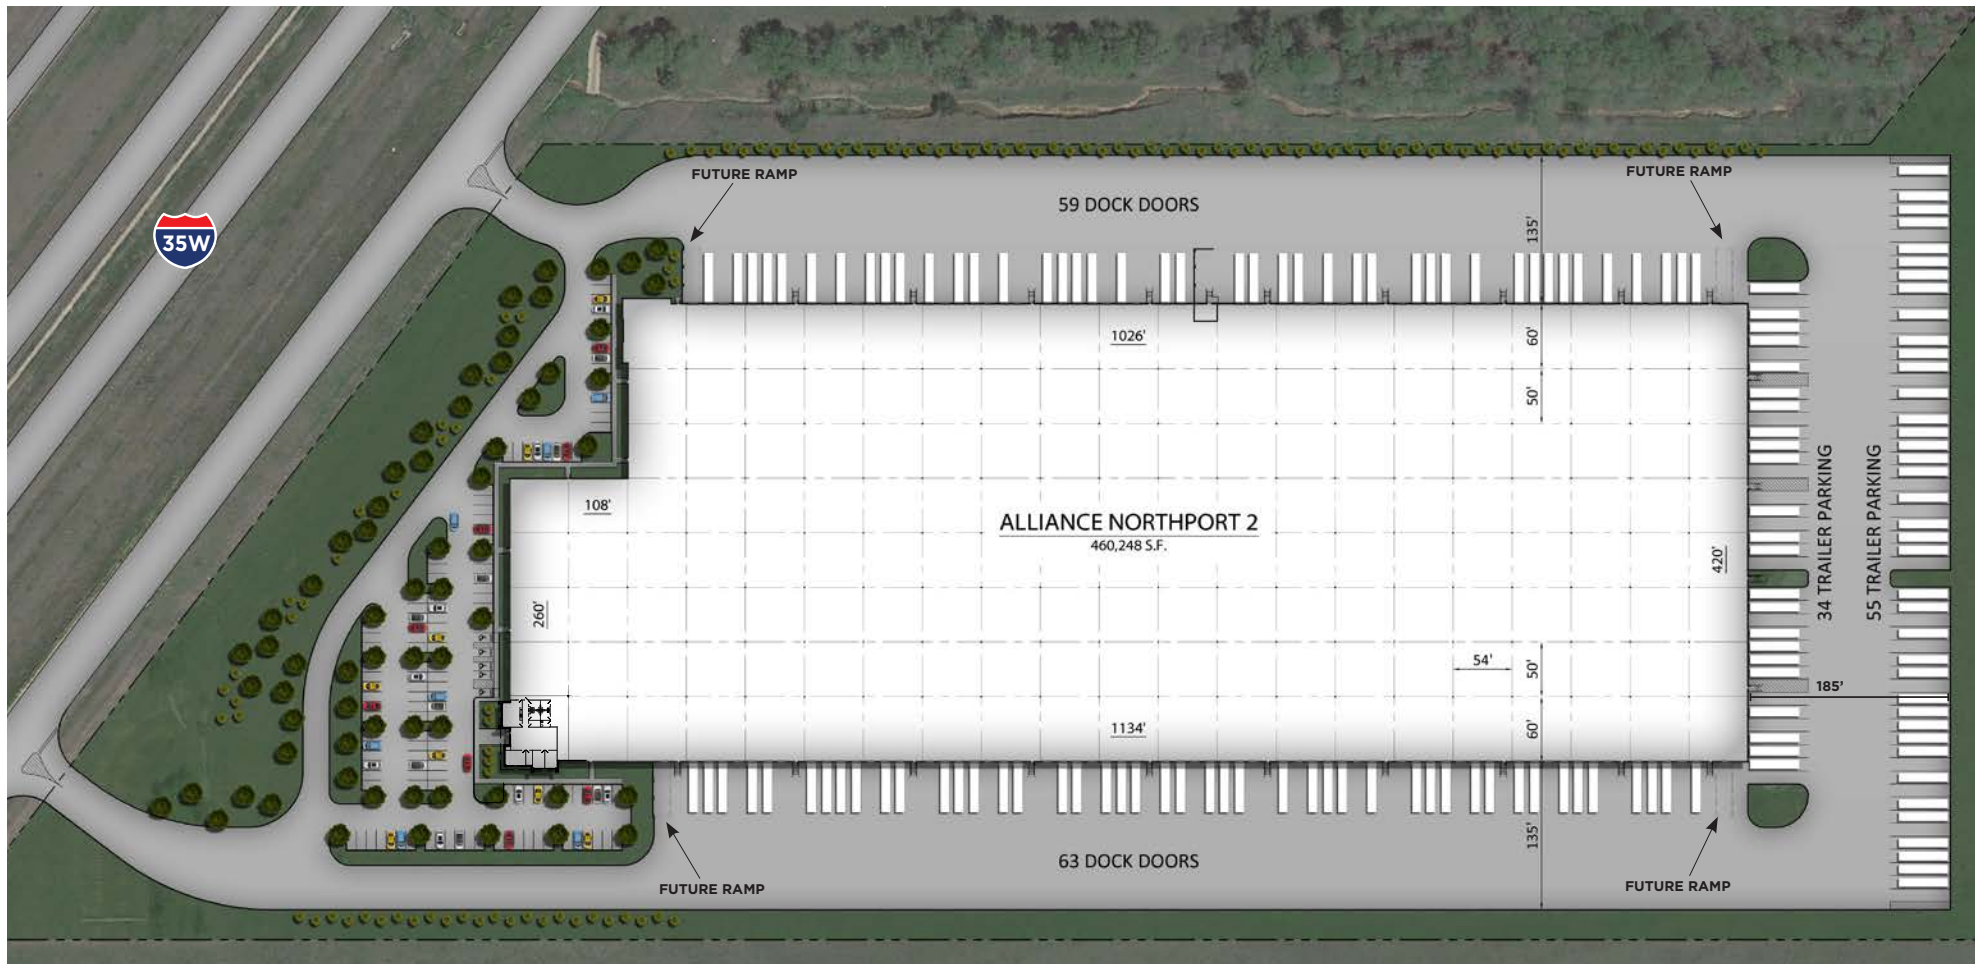 FUTURE RAMP
FUTURE RAMP
59 DOCK DOORS
135'
35W
1026'
60'
50'
108'
ALLIANCE NORTHPORT 2
460,248 S.F.
420'
34 TRAILER PARKING
55 TRAILER PARKING
260'
54'
50'
185'
1134'
60'
135'
63 DOCK DOORS
FUTURE RAMP
FUTURE RAMP